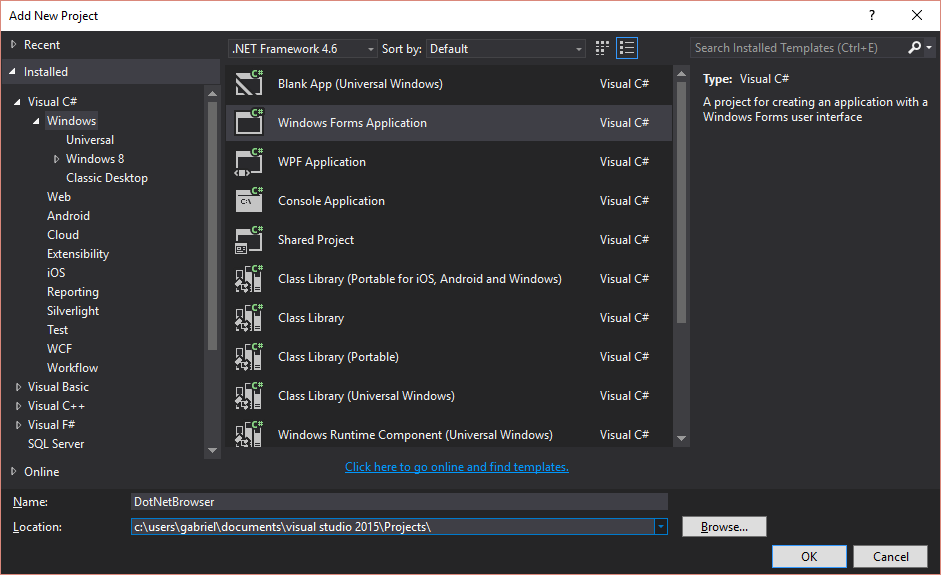 Add New Project
?
Recent
.NET Framework 4.6
Sort by:
Default
Search Installed Templates (Ctrl+E)
Installed
Visual C#
Windows
Universal
Windows 8
Classic Desktop
Web
Android
Cloud
Extensibility
iOS
Reporting
Silverlight
Test
WCF
Workflow
Visual Basic
Visual C++
Visual F#
SQL Server
Online
C# Blank App (Universal Windows) Visual C#
C# Windows Forms Application Visual C#
C# WPF Application Visual C#
C# C:\ Console Application Visual C#
C# Shared Project Visual C#
C# Class Library (Portable for iOS, Android and Windows) Visual C#
C# Class Library Visual C#
C# Class Library (Portable) Visual C#
C# Class Library (Universal Windows) Visual C#
C# Windows Runtime Component (Universal Windows) Visual C#
Click here to go online and find templates.
Type: Visual C#
A project for creating an application with a
Windows Forms user interface
Name: DotNetBrowser
Location: c:\users\gabriel\documents\visual studio 2015\Projects\
Browse...
OK
Cancel